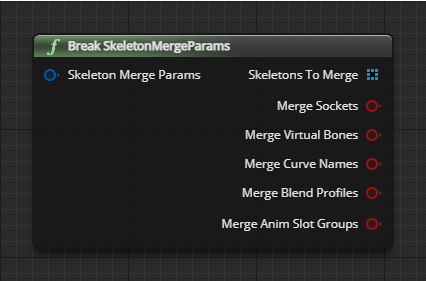 f Break SkeletonMergeParams
Skeleton Merge Params Skeletons To Merge
Merge Sockets
Merge Virtual Bones
Merge Curve Names
Merge Blend Profiles
Merge Anim Slot Groups